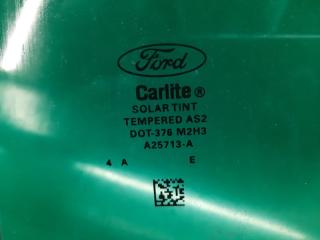 Ford
Carlite®
SOLAR TINT
TEMPERED AS2
DOT-376 M2H3
A25713-A
4 A E